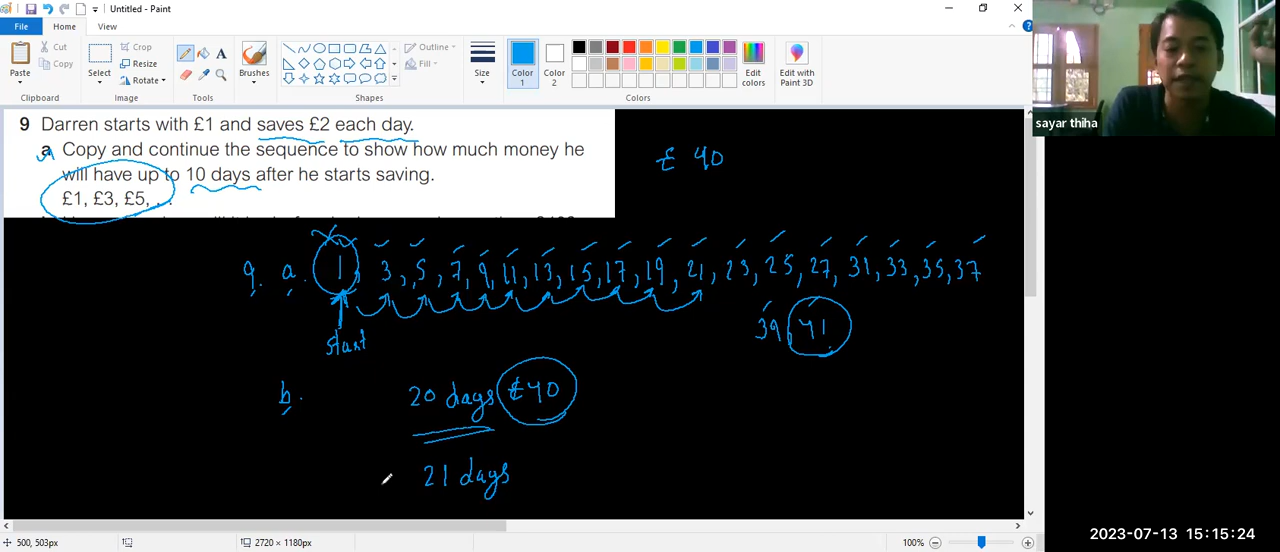 Untitled - Paint
File Home View
Paste Cut Copy Clipboard
Select Crop Resize Rotate Image
Tools
Brushes
Outline Fill Shapes
Size
Color 1 Color 2 Edit colors Colors
Edit with Paint 3D
sayar thiha
9 Darren starts with £1 and saves £2 each day.
a Copy and continue the sequence to show how much money he
will have up to 10 days after he starts saving.
£1, £3, £5, ...
£ 40
9. a. 1, 3, 5, 7, 9, 11, 13, 15, 17, 19, 21, 23, 25, 27, 31, 33, 35, 37
39, 41
start
b. 20 days £40
21 days
500, 503px 2720 × 1180px 100%
2023-07-13 15:15:24